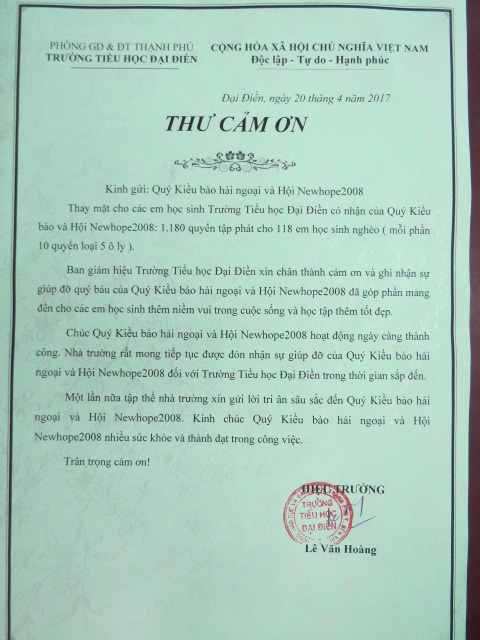 PHÒNG GD & ĐT THẠNH PHÚ
TRƯỜNG TIỂU HỌC ĐẠI ĐIỀN
CỘNG HÒA XÃ HỘI CHỦ NGHĨA VIỆT NAM
Độc lập - Tự do - Hạnh phúc
Đại Điền, ngày 20 tháng 4 năm 2017
THƯ CẢM ƠN
Kính gửi: Quý Kiều bào hải ngoại và Hội Newhope2008
Thay mặt cho các em học sinh Trường Tiểu học Đại Điền có nhận của Quý Kiều
bào và Hội Newhope2008: 1.180 quyển tập phát cho 118 em học sinh nghèo ( mỗi phần
10 quyển loại 5 ô ly ).
Ban giám hiệu Trường Tiểu học Đại Điền xin chân thành cảm ơn và ghi nhận sự
giúp đỡ quý báu của Quý Kiều bào hải ngoại và Hội Newhope2008 đã góp phần mang
đến cho các em học sinh thêm niềm vui trong cuộc sống và học tập thêm tốt đẹp.
Chúc Quý Kiều bào hải ngoại và Hội Newhope2008 hoạt động ngày càng thành
công. Nhà trường rất mong tiếp tục được đón nhận sự giúp đỡ của Quý Kiều bào hải
ngoại và Hội Newhope2008 đối với Trường Tiểu học Đại Điền trong thời gian sắp đến.
Một lần nữa tập thể nhà trường xin gửi lời tri ân sâu sắc đến Quý Kiều bào hải
ngoại và Hội Newhope2008. Kính chúc Quý Kiều bào hải ngoại và Hội
Newhope2008 nhiều sức khỏe và thành đạt trong công việc.
Trân trọng cảm ơn!
HIỆU TRƯỞNG
TRƯỜNG
TIỂU HỌC
ĐẠI ĐIỀN
Lê Văn Hoàng